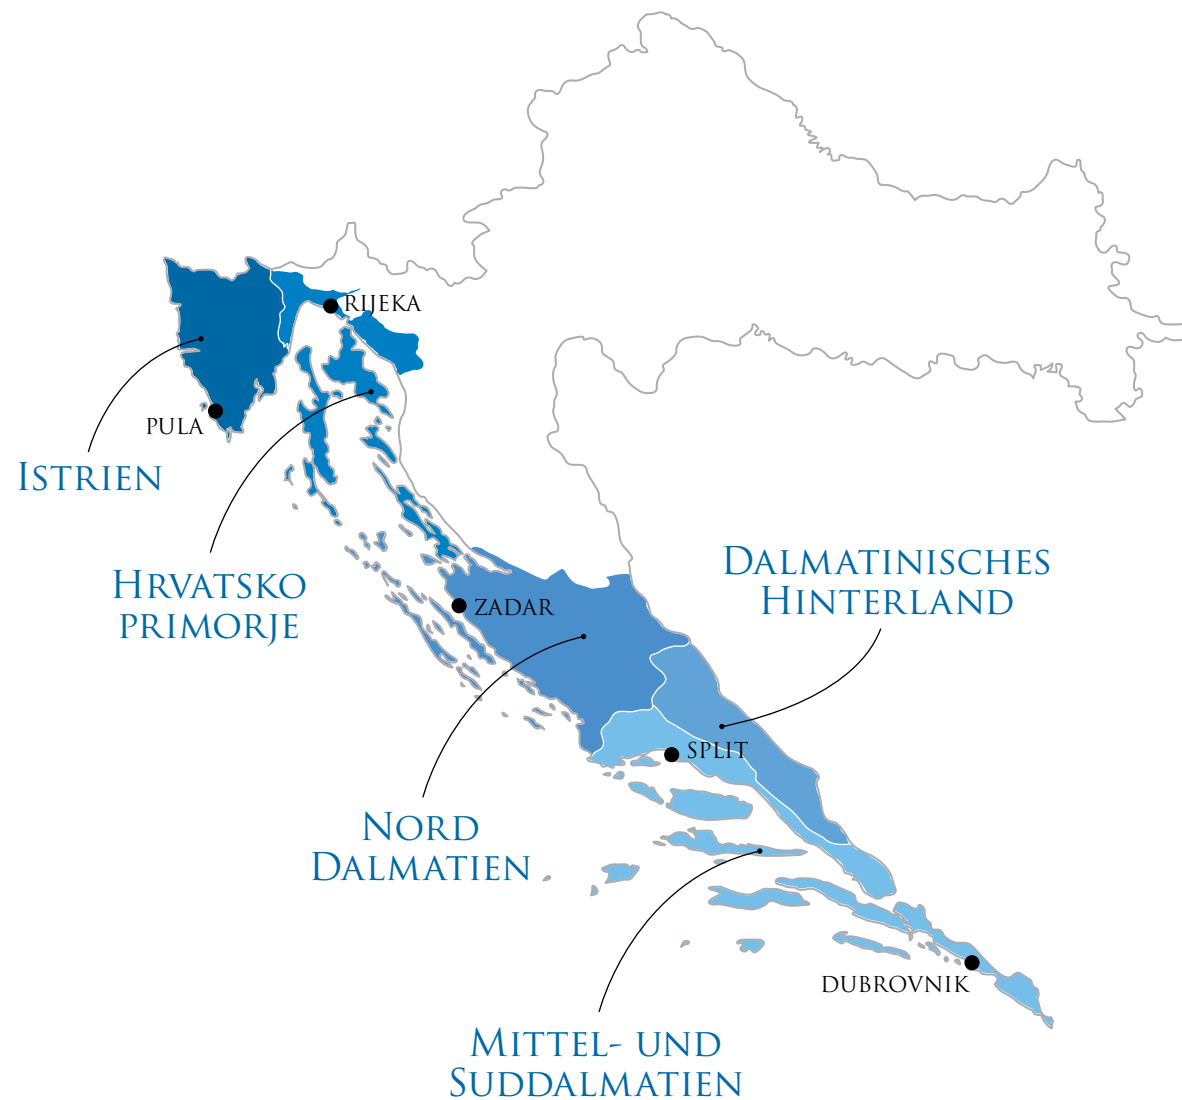 RIJEKA
PULA
ISTRIEN
HRVATSKO
PRIMORJE
DALMATINISCHES
HINTERLAND
ZADAR
SPLIT
NORD
DALMATIEN
DUBROVNIK
MITTEL- UND
SUDDALMATIEN